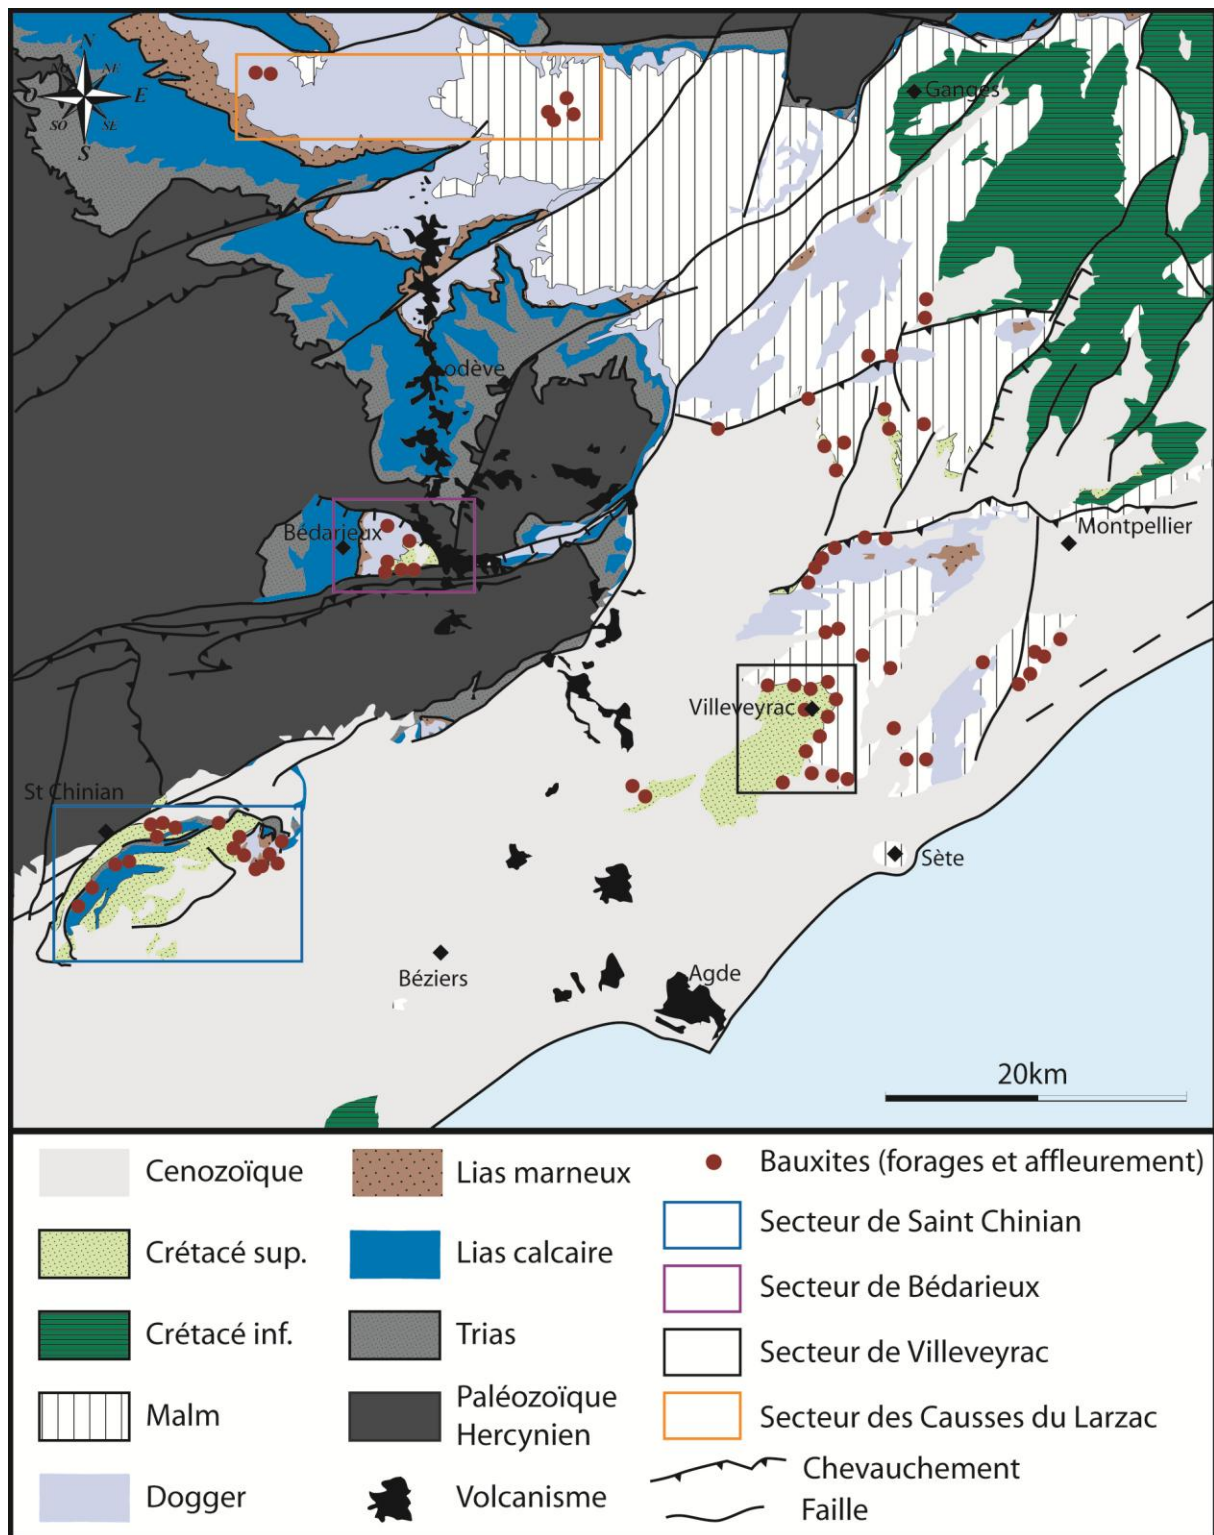 N
NE
E
SE
S
SO
O
Ganges
odève
Bédarieux
Montpellier
Villeveyrac
St Chinian
Sète
Béziers
Agde
20km
Cenozoïque
Crétacé sup.
Crétacé inf.
Malm
Dogger
Lias marneux
Lias calcaire
Trias
Paléozoïque
Hercynien
Volcanisme
Bauxites (forages et affleurement)
Secteur de Saint Chinian
Secteur de Bédarieux
Secteur de Villeveyrac
Secteur des Causses du Larzac
Chevauchement
Faille